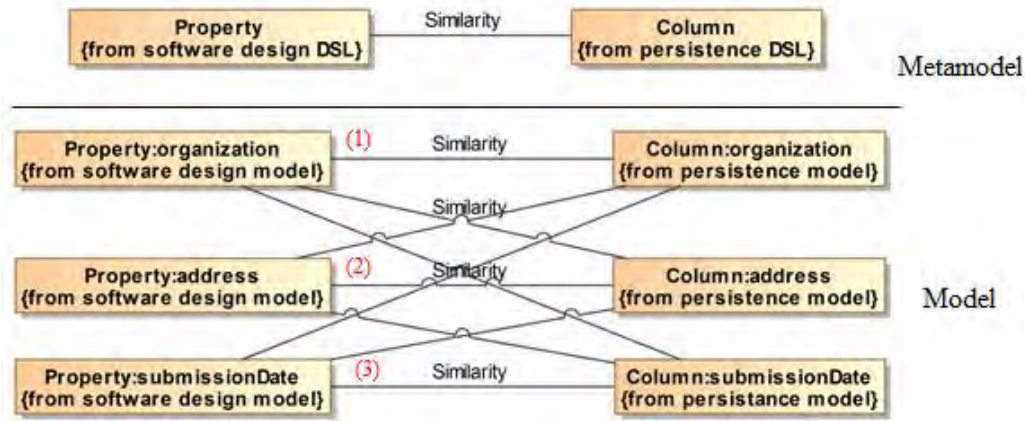 Property
{from software design DSL}
Similarity
Column
{from persistence DSL}
Metamodel
Property:organization
{from software design model}
(1)
Similarity
Column:organization
{from persistence model}
Similarity
Property:address
{from software design model}
(2)
Similarity
Column:address
{from persistence model}
Model
Property:submissionDate
{from software design model}
(3)
Similarity
Column:submissionDate
{from persistance model}